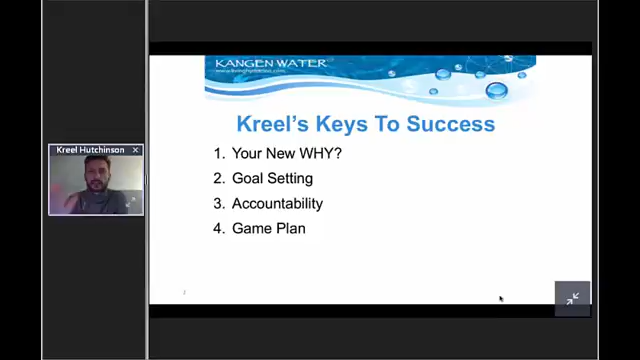 KANGEN WATER
Kreel's Keys To Success
Kreel Hutchinson
1. Your New WHY?
2. Goal Setting
3. Accountability
4. Game Plan